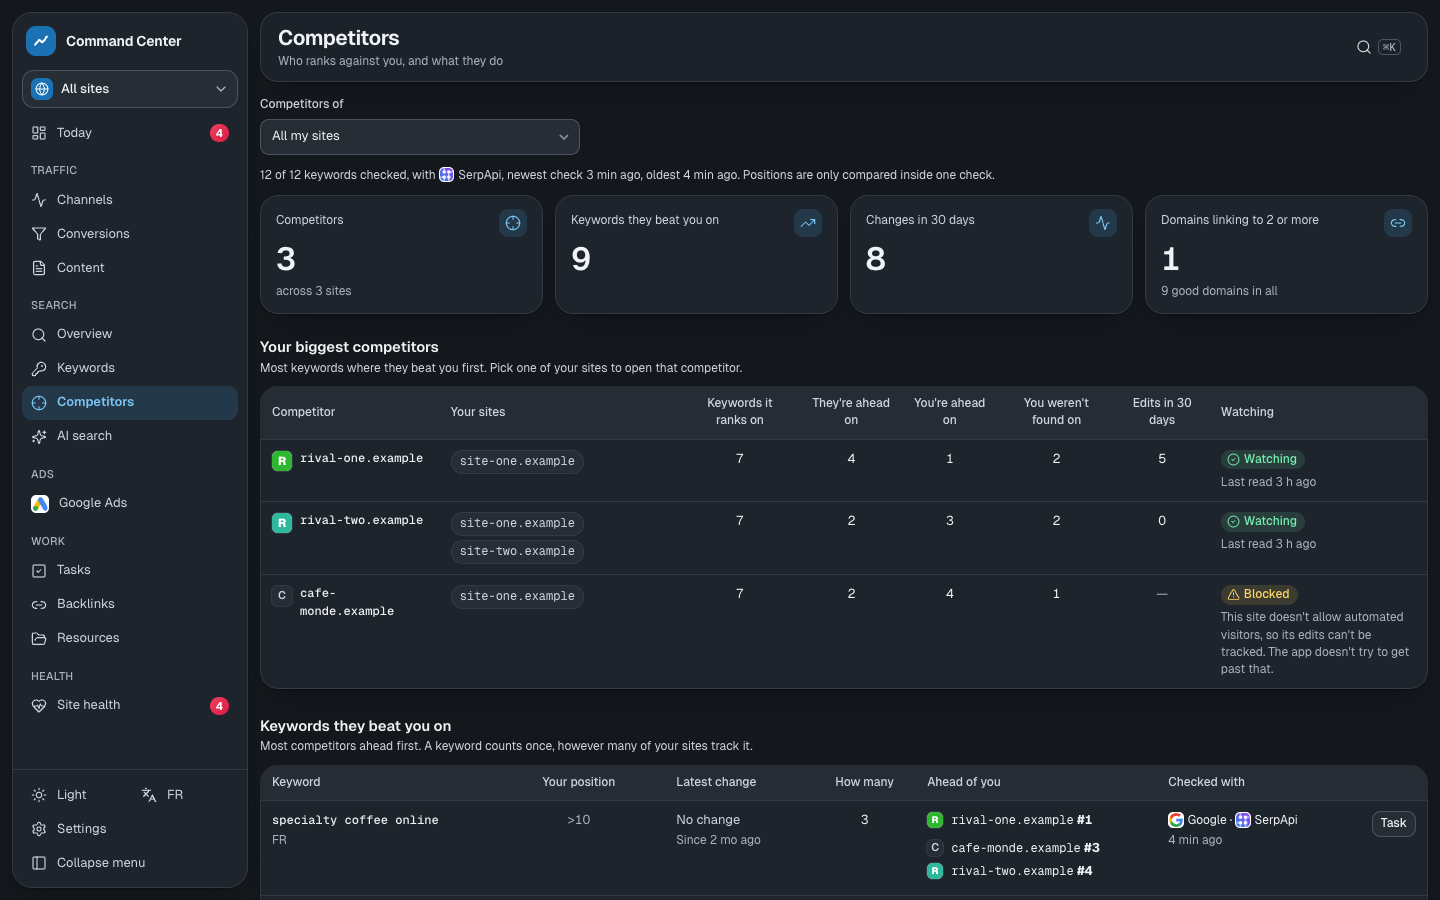 Command Center
All sites
Today
4
TRAFFIC
Channels
Conversions
Content
SEARCH
Overview
Keywords
Competitors
AI search
ADS
Google Ads
WORK
Tasks
Backlinks
Resources
HEALTH
Site health
4
Light
FR
Settings
Collapse menu
Competitors
Who ranks against you, and what they do
⌘K
Competitors of
All my sites
12 of 12 keywords checked, with SerpApi, newest check 3 min ago, oldest 4 min ago. Positions are only compared inside one check.
Competitors
3
across 3 sites
Keywords they beat you on
9
Changes in 30 days
8
Domains linking to 2 or more
1
9 good domains in all
Your biggest competitors
Most keywords where they beat you first. Pick one of your sites to open that competitor.
Competitor
Your sites
Keywords it
ranks on
They're ahead
on
You're ahead
on
You weren't
found on
Edits in 30
days
Watching
R rival-one.example
site-one.example
7
4
1
2
5
Watching
Last read 3 h ago
R rival-two.example
site-one.example
site-two.example
7
2
3
2
0
Watching
Last read 3 h ago
C cafe-
monde.example
site-one.example
7
2
4
1
—
Blocked
This site doesn't allow automated
visitors, so its edits can't be
tracked. The app doesn't try to get
past that.
Keywords they beat you on
Most competitors ahead first. A keyword counts once, however many of your sites track it.
Keyword
Your position
Latest change
How many
Ahead of you
Checked with
specialty coffee online
FR
>10
No change
Since 2 mo ago
3
R rival-one.example #1
C cafe-monde.example #3
R rival-two.example #4
Google · SerpApi
4 min ago
Task